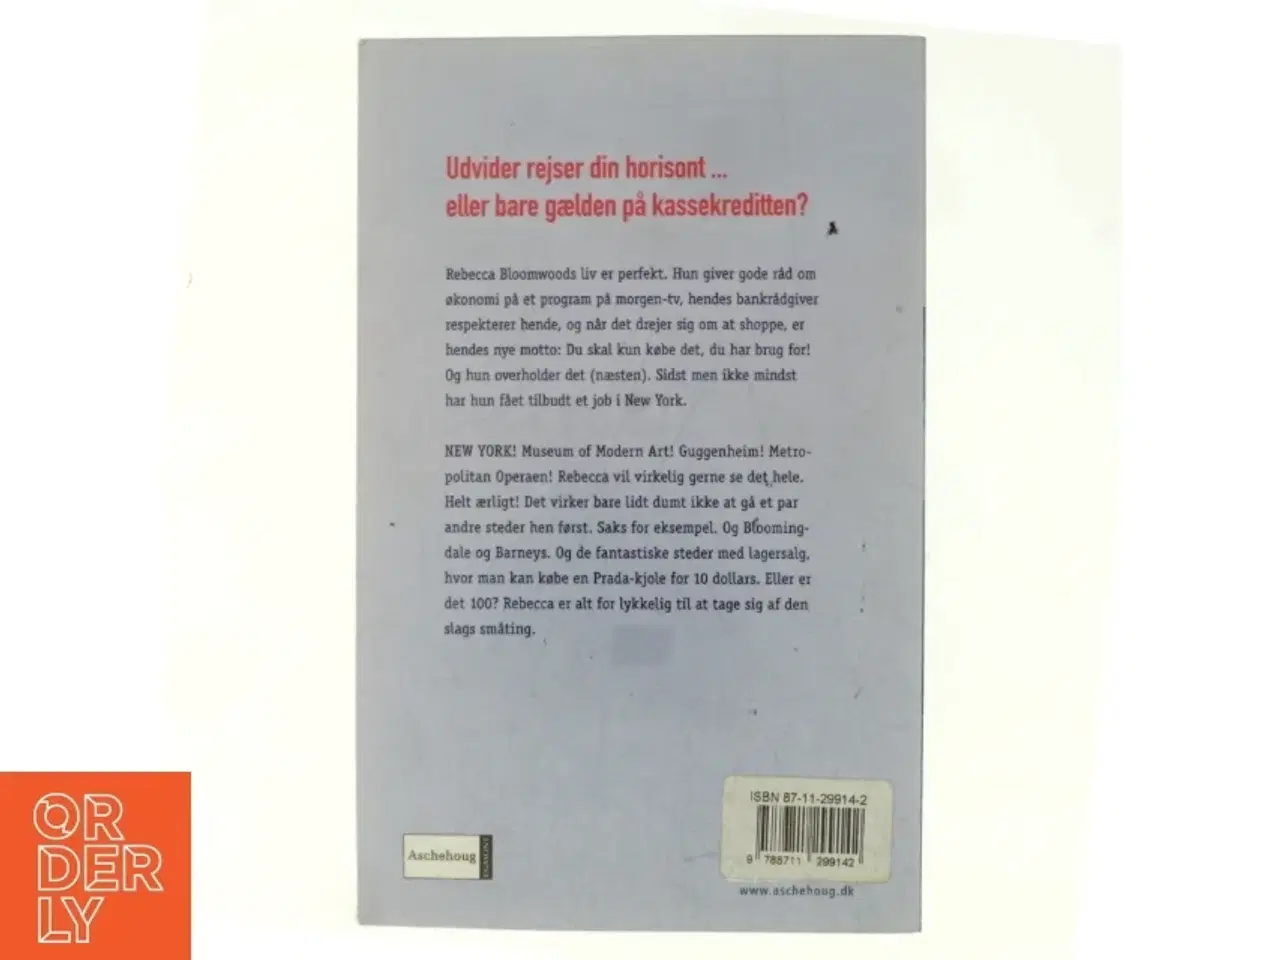 Udvider rejser din horisont ...
eller bare gælden på kassekreditten?
Rebecca Bloomwoods liv er perfekt. Hun giver gode råd om
økonomi på et program på morgen-tv, hendes bankrådgiver
respekterer hende, og når det drejer sig om at shoppe, er
hendes nye motto: Du skal kun købe det, du har brug for!
Og hun overholder det (næsten). Sidst men ikke mindst
har hun fået tilbudt et job i New York.
NEW YORK! Museum of Modern Art! Guggenheim! Metro-
politan Operaen! Rebecca vil virkelig gerne se det hele.
Helt ærligt! Det virker bare lidt dumt ikke at gå et par
andre steder hen først. Saks for eksempel. Og Blooming-
dale og Barneys. Og de fantastiske steder med lagersalg,
hvor man kan købe en Prada-kjole for 10 dollars. Eller er
det 100? Rebecca er alt for lykkelig til at tage sig af den
slags småting.
ISBN 87-11-29914-2
9 788711 299142
www.aschehoug.dk
Aschehoug
EGMONT
ORDERLY